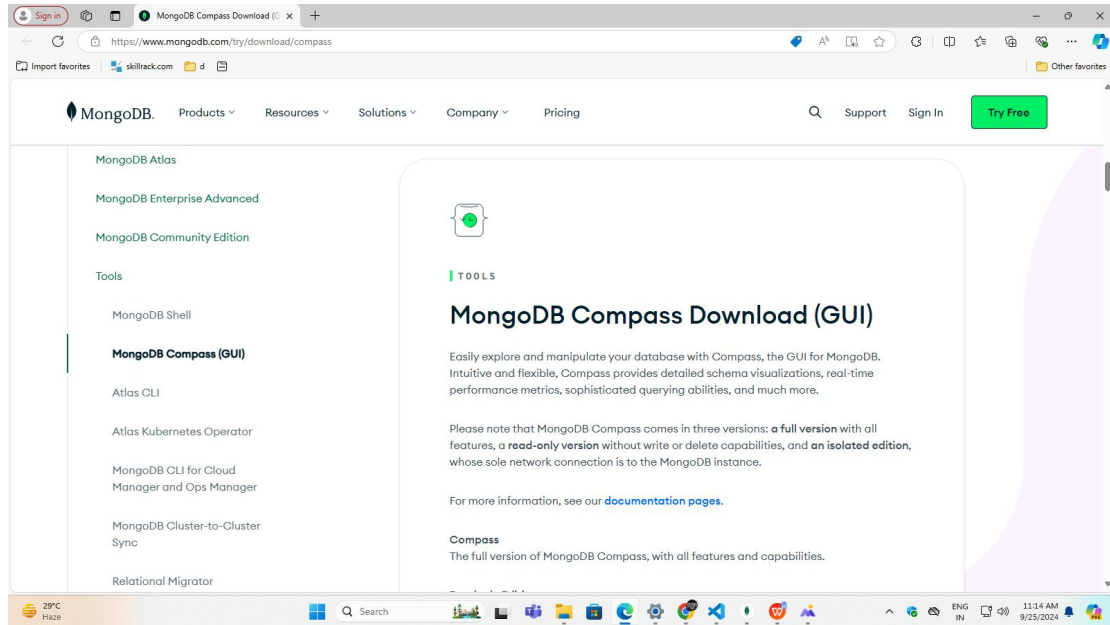 Sign in
MongoDB Compass Download (G
https://www.mongodb.com/try/download/compass
Import favorites
skillrack.com
d
Other favorites
MongoDB.
Products
Resources
Solutions
Company
Pricing
Support
Sign In
Try Free
MongoDB Atlas
MongoDB Enterprise Advanced
MongoDB Community Edition
Tools
MongoDB Shell
MongoDB Compass (GUI)
Atlas CLI
Atlas Kubernetes Operator
MongoDB CLI for Cloud
Manager and Ops Manager
MongoDB Cluster-to-Cluster
Sync
Relational Migrator
TOOLS
MongoDB Compass Download (GUI)
Easily explore and manipulate your database with Compass, the GUI for MongoDB.
Intuitive and flexible, Compass provides detailed schema visualizations, real-time
performance metrics, sophisticated querying abilities, and much more.
Please note that MongoDB Compass comes in three versions: a full version with all
features, a read-only version without write or delete capabilities, and an isolated edition,
whose sole network connection is to the MongoDB instance.
For more information, see our documentation pages.
Compass
The full version of MongoDB Compass, with all features and capabilities.
29°C
Haze
Search
ENG
IN
11:14 AM
9/25/2024